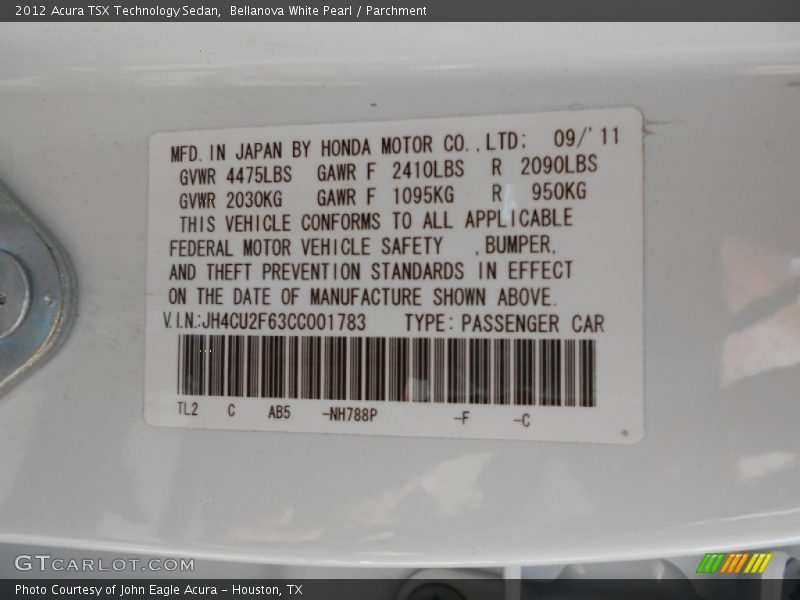 2012 Acura TSX Technology Sedan,  Bellanova White Pearl / Parchment
MFD. IN JAPAN BY HONDA MOTOR CO.,LTD; 09/'11
GVWR 4475LBS GAWR F 2410LBS R 2090LBS
GVWR 2030KG GAWR F 1095KG R 950KG
THIS VEHICLE CONFORMS TO ALL APPLICABLE
FEDERAL MOTOR VEHICLE SAFETY ,BUMPER,
AND THEFT PREVENTION STANDARDS IN EFFECT
ON THE DATE OF MANUFACTURE SHOWN ABOVE.
V.I.N.:JH4CU2F63CC001783 TYPE: PASSENGER CAR
TL2 C AB5 -NH788P -F -C
GTCARLOT.COM
Photo Courtesy of John Eagle Acura - Houston, TX